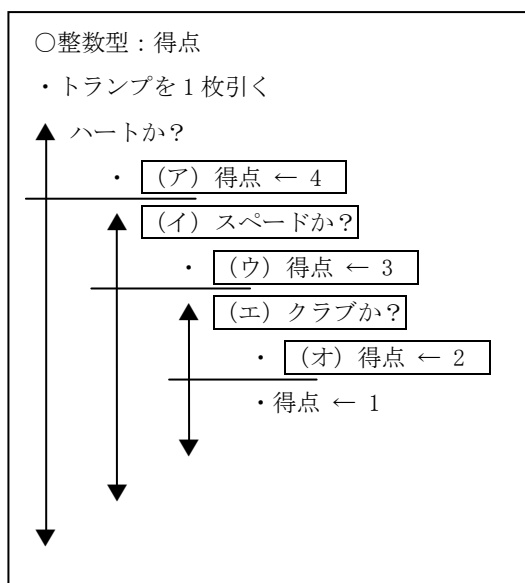 ○整数型:得点
・トランプを1枚引く
ハートか?
・ (ア) 得点 ← 4
(イ) スペードか?
・ (ウ) 得点 ← 3
(エ) クラブか?
・ (オ) 得点 ← 2
・得点 ← 1